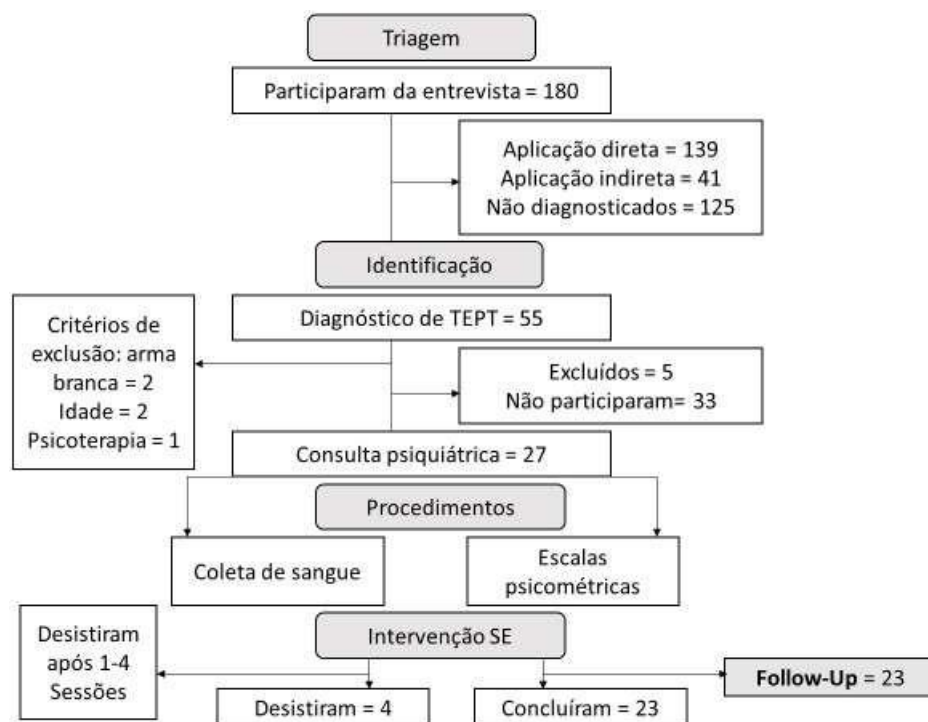 Triagem
Participaram da entrevista = 180
Aplicação direta = 139
Aplicação indireta = 41
Não diagnosticados = 125
Identificação
Diagnóstico de TEPT = 55
Critérios de
exclusão: arma
branca = 2
Idade = 2
Psicoterapia = 1
Excluídos = 5
Não participaram= 33
Consulta psiquiátrica = 27
Procedimentos
Coleta de sangue
Escalas
psicométricas
Intervenção SE
Desistiram
após 1-4
Sessões
Desistiram = 4
Concluíram = 23
Follow-Up = 23